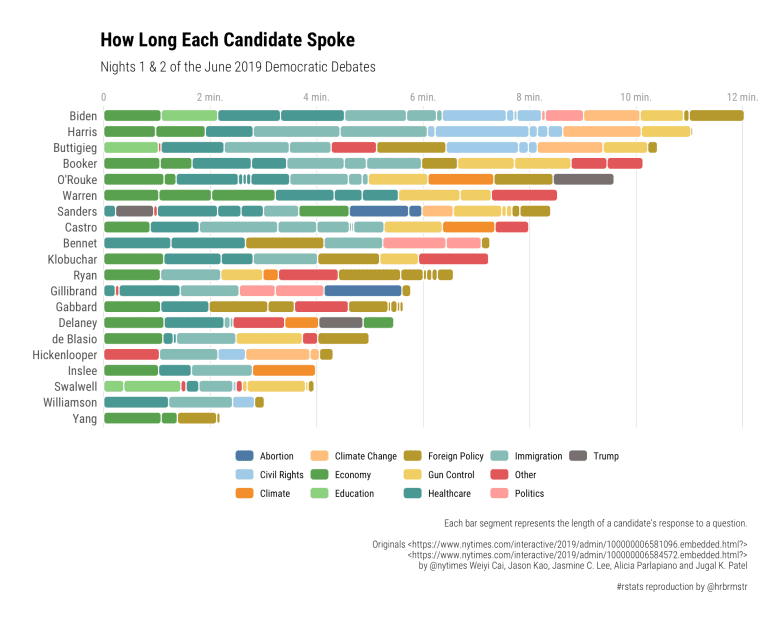 How Long Each Candidate Spoke
Nights 1 & 2 of the June 2019 Democratic Debates
0 2 min. 4 min. 6 min. 8 min. 10 min. 12 min.
Biden
Harris
Buttigieg
Booker
O'Rouke
Warren
Sanders
Castro
Bennet
Klobuchar
Ryan
Gillibrand
Gabbard
Delaney
de Blasio
Hickenlooper
Inslee
Swalwell
Williamson
Yang
Abortion Climate Change Foreign Policy Immigration Trump
Civil Rights Economy Gun Control Other
Climate Education Healthcare Politics
Each bar segment represents the length of a candidate's response to a question.
Originals <https://www.nytimes.com/interactive/2019/admin/100000006581096.embedded.html?>
<https://www.nytimes.com/interactive/2019/admin/100000006584572.embedded.html?>
by @nytimes Weiyi Cai, Jason Kao, Jasmine C. Lee, Alicia Parlapiano and Jugal K. Patel
#rstats reproduction by @hrbrmstr